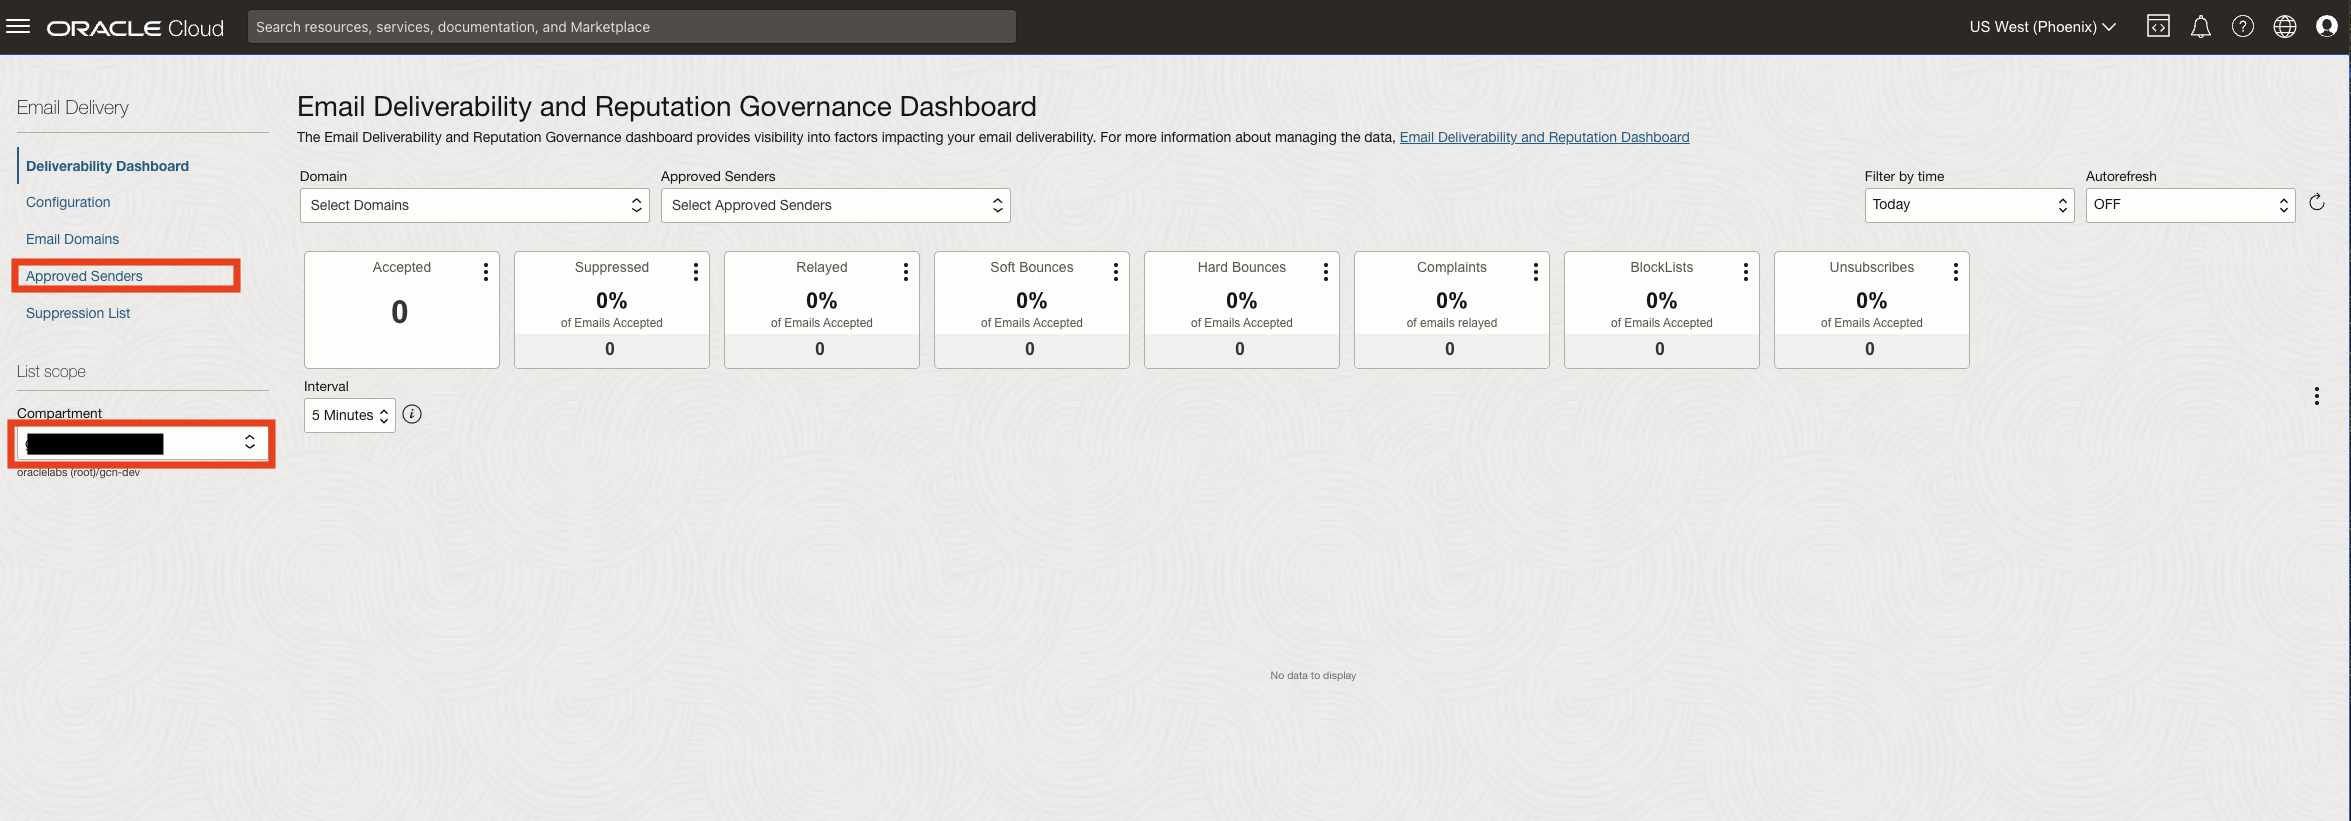 ORACLE Cloud
Search resources, services, documentation, and Marketplace
US West (Phoenix)
Email Delivery
Deliverability Dashboard
Configuration
Email Domains
Approved Senders
Suppression List
List scope
Compartment
oraclelabs (root)/gcn-dev
Email Deliverability and Reputation Governance Dashboard
The Email Deliverability and Reputation Governance dashboard provides visibility into factors impacting your email deliverability. For more information about managing the data, Email Deliverability and Reputation Dashboard
Domain
Select Domains
Approved Senders
Select Approved Senders
Filter by time
Today
Autorefresh
OFF
Accepted
0
Suppressed
0%
of Emails Accepted
0
Relayed
0%
of Emails Accepted
0
Soft Bounces
0%
of Emails Accepted
0
Hard Bounces
0%
of Emails Accepted
0
Complaints
0%
of emails relayed
0
BlockLists
0%
of Emails Accepted
0
Unsubscribes
0%
of Emails Accepted
0
Interval
5 Minutes
No data to display